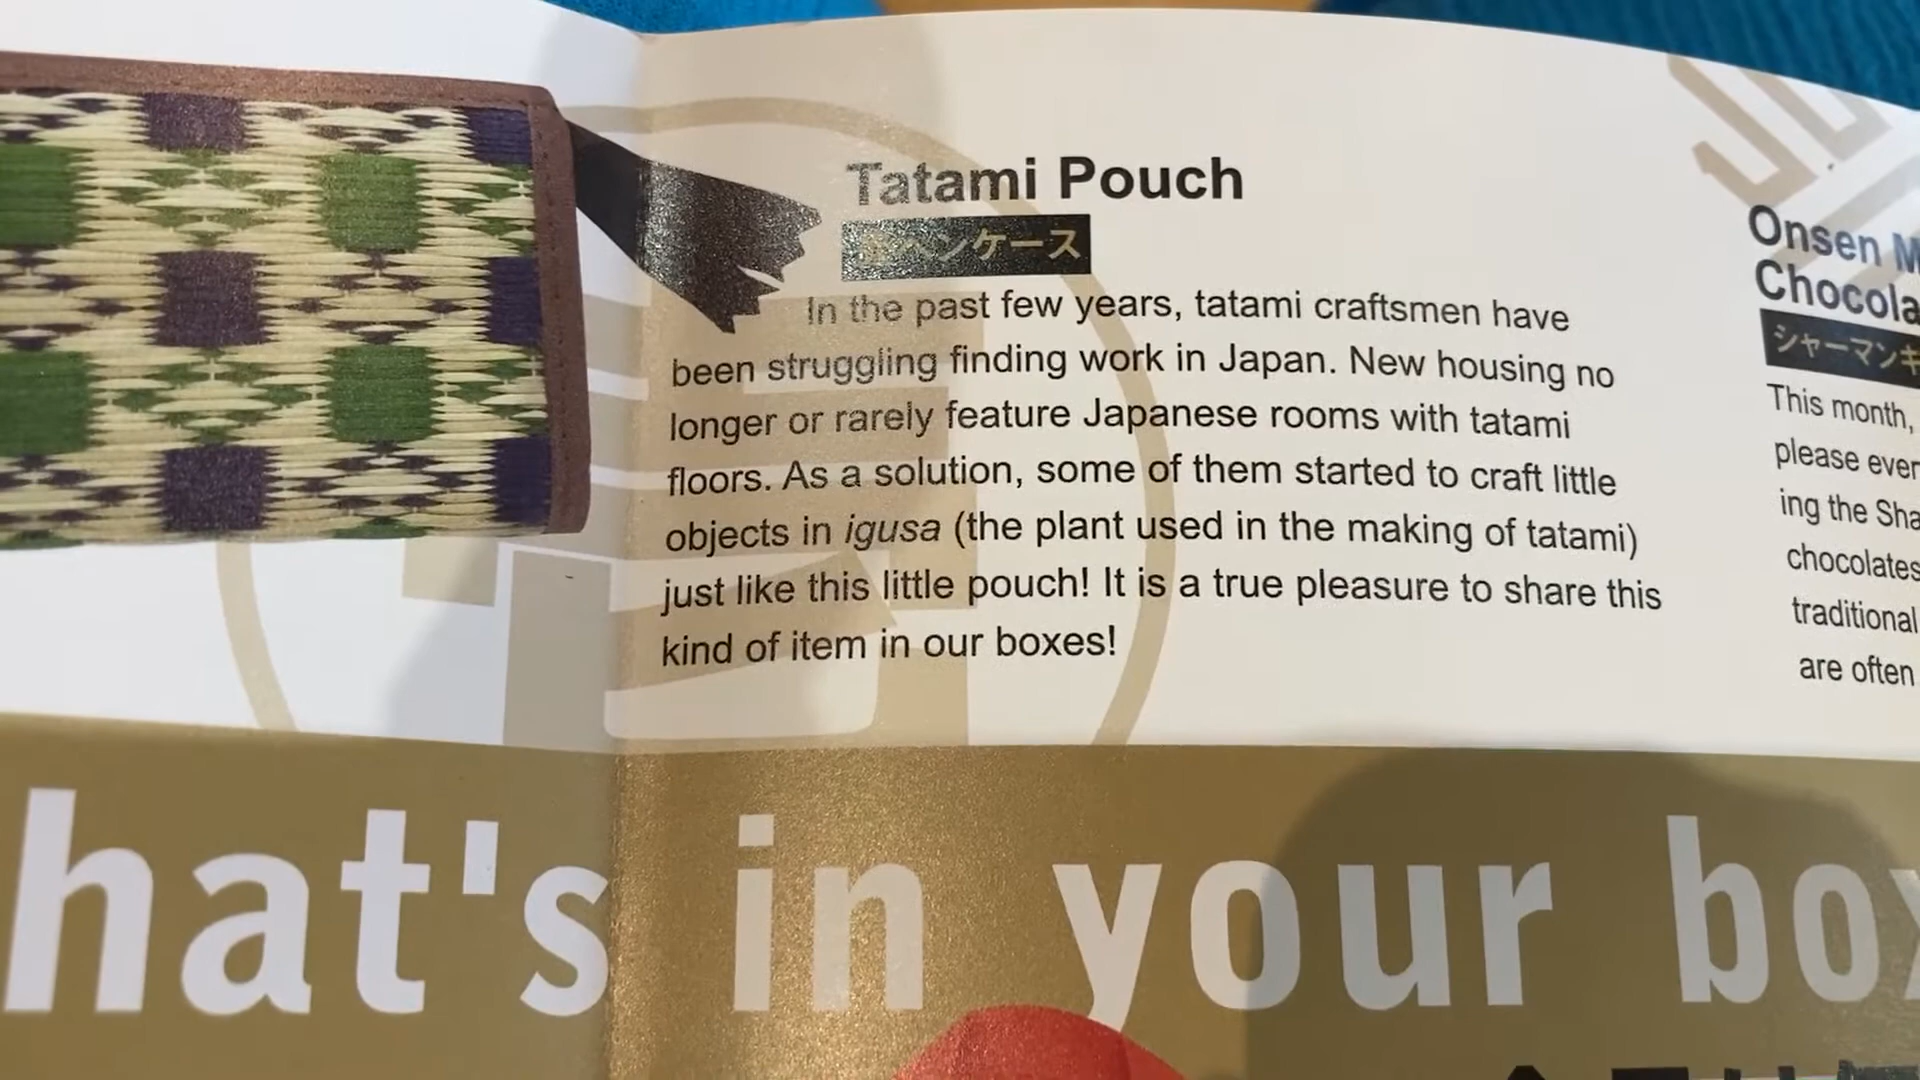 Tatami Pouch
ペンケース
In the past few years, tatami craftsmen have
been struggling finding work in Japan. New housing no
longer or rarely feature Japanese rooms with tatami
floors. As a solution, some of them started to craft little
objects in igusa (the plant used in the making of tatami)
just like this little pouch! It is a true pleasure to share this
kind of item in our boxes!
Onsen M
Chocola
シャーマンキ
This month,
please ever
ing the Sha
chocolates
traditional
are often
hat's in your box